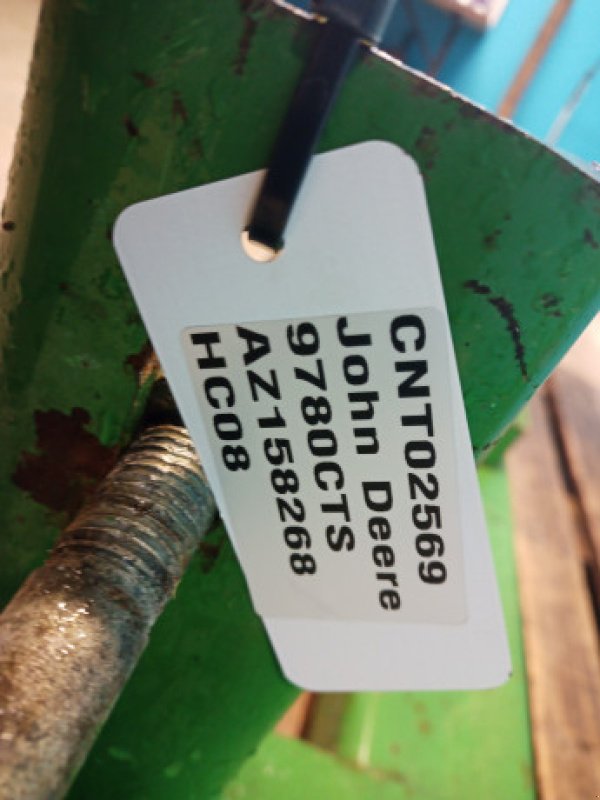 CNT02569
John Deere
9780CTS
AZ158268
HC08